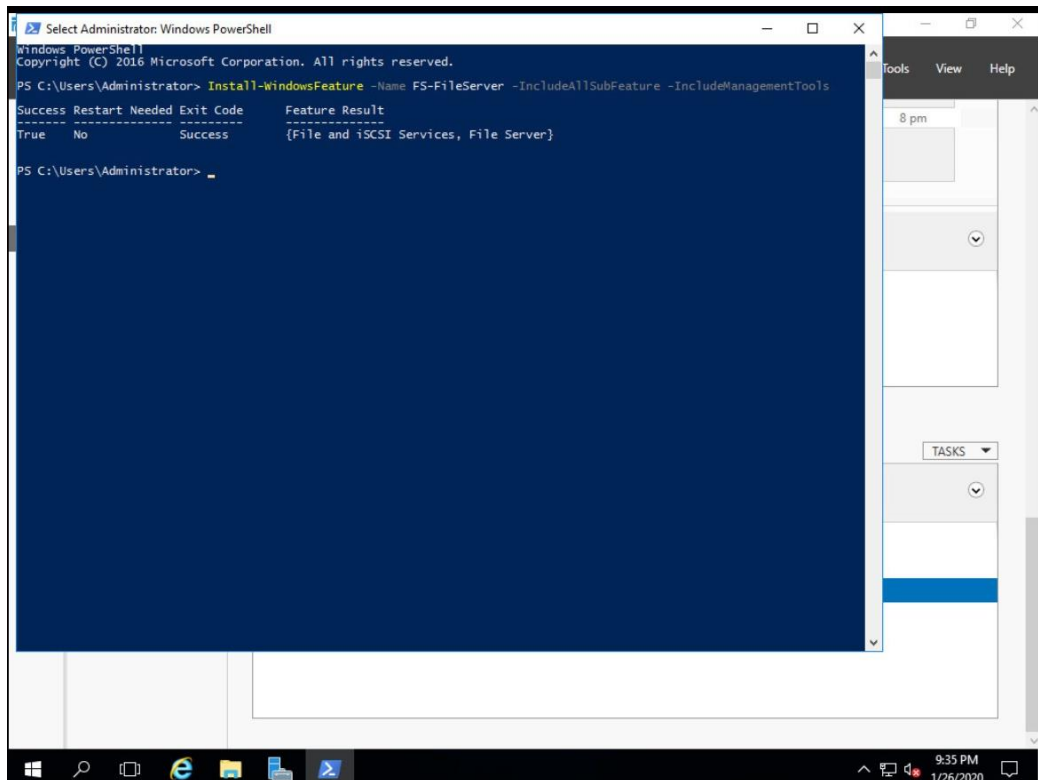 Select Administrator: Windows PowerShell
Windows PowerShell
Copyright (C) 2016 Microsoft Corporation. All rights reserved.
PS C:\Users\Administrator> Install-WindowsFeature -Name FS-FileServer -IncludeAllSubFeature -IncludeManagementTools
Success Restart Needed Exit Code Feature Result
------- -------------- --------- --------------
True No Success {File and iSCSI Services, File Server}
PS C:\Users\Administrator> _
Tools View Help
8 pm
TASKS
9:35 PM
1/26/2020